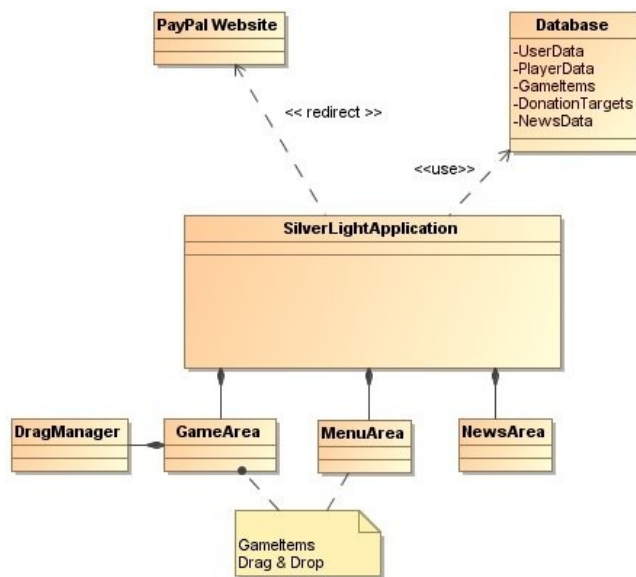 PayPal Website
Database
-UserData
-PlayerData
-GameItems
-DonationTargets
-NewsData
<< redirect >>
<<use>>
SilverLightApplication
DragManager
GameArea
MenuArea
NewsArea
GameItems
Drag & Drop